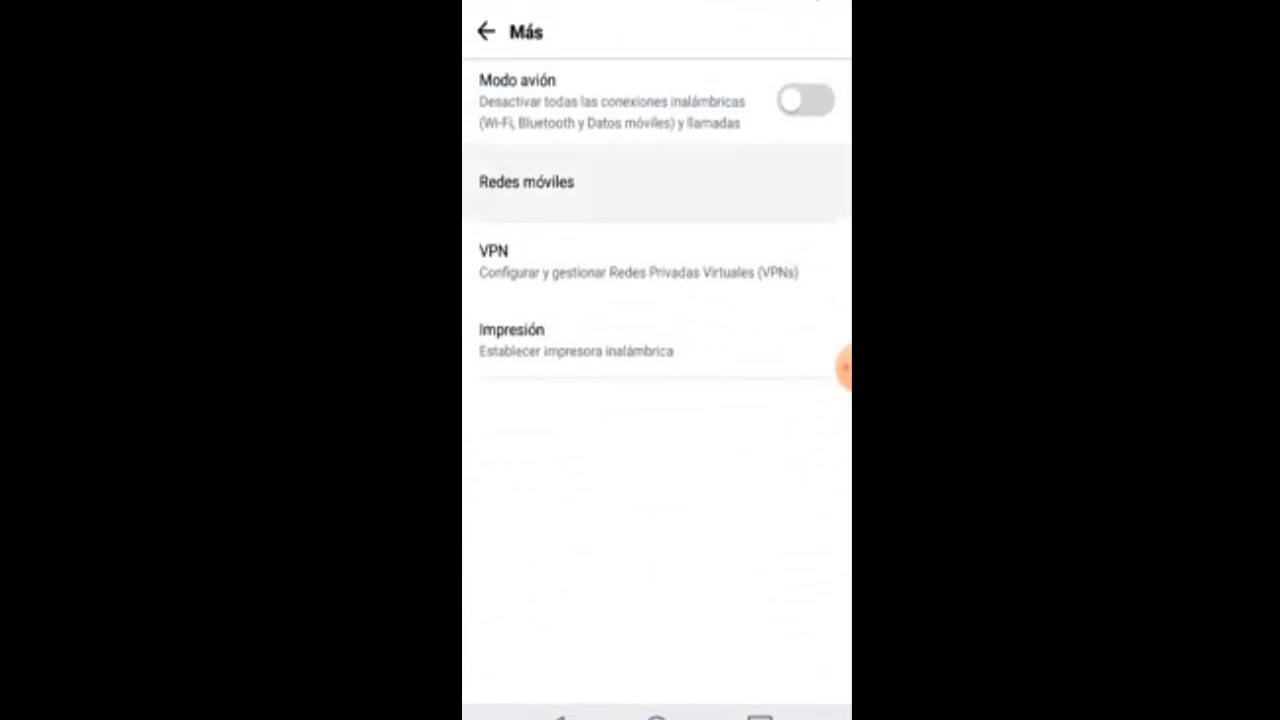 Más
Modo avión
Desactivar todas las conexiones inalámbricas
(Wi-Fi, Bluetooth y Datos móviles) y llamadas
Redes móviles
VPN
Configurar y gestionar Redes Privadas Virtuales (VPNs)
Impresión
Establecer impresora inalámbrica